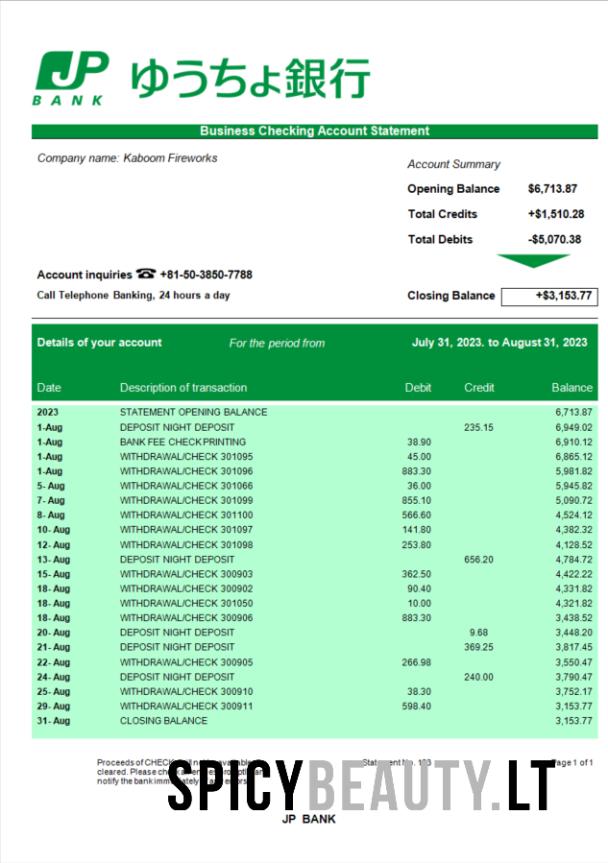 JP
BANK
ゆうちょ銀行
Business Checking Account Statement
Company name: Kaboom Fireworks
Account Summary
Opening Balance $6,713.87
Total Credits +$1,510.28
Total Debits -$5,070.38
Account inquiries ☎ +81-50-3850-7788
Call Telephone Banking, 24 hours a day
Closing Balance +$3,153.77
Details of your account For the period from July 31, 2023. to August 31, 2023
Date Description of transaction Debit Credit Balance
2023 STATEMENT OPENING BALANCE 6,713.87
1-Aug DEPOSIT NIGHT DEPOSIT 235.15 6,949.02
1-Aug BANK FEE CHECKPRINTING 38.90 6,910.12
1-Aug WITHDRAWAL/CHECK 301095 45.00 6,865.12
1-Aug WITHDRAWAL/CHECK 301096 883.30 5,981.82
5- Aug WITHDRAWAL/CHECK 301066 36.00 5,945.82
7- Aug WITHDRAWAL/CHECK 301099 855.10 5,090.72
8- Aug WITHDRAWAL/CHECK 301100 566.60 4,524.12
10- Aug WITHDRAWAL/CHECK 301097 141.80 4,382.32
12- Aug WITHDRAWAL/CHECK 301098 253.80 4,128.52
13- Aug DEPOSIT NIGHT DEPOSIT 656.20 4,784.72
15- Aug WITHDRAWAL/CHECK 300903 362.50 4,422.22
18- Aug WITHDRAWAL/CHECK 300902 90.40 4,331.82
18- Aug WITHDRAWAL/CHECK 301050 10.00 4,321.82
18- Aug WITHDRAWAL/CHECK 300906 883.30 3,438.52
20- Aug DEPOSIT NIGHT DEPOSIT 9.68 3,448.20
21- Aug DEPOSIT NIGHT DEPOSIT 369.25 3,817.45
22- Aug WITHDRAWAL/CHECK 300905 266.98 3,550.47
24- Aug DEPOSIT NIGHT DEPOSIT 240.00 3,790.47
25- Aug WITHDRAWAL/CHECK 300910 38.30 3,752.17
29- Aug WITHDRAWAL/CHECK 300911 598.40 3,153.77
31- Aug CLOSING BALANCE 3,153.77
Proceeds of CHECK Statement No. Page 1 of 1
cleared. Please
notify the bank
SPICYBEAUTY.LT
JP BANK